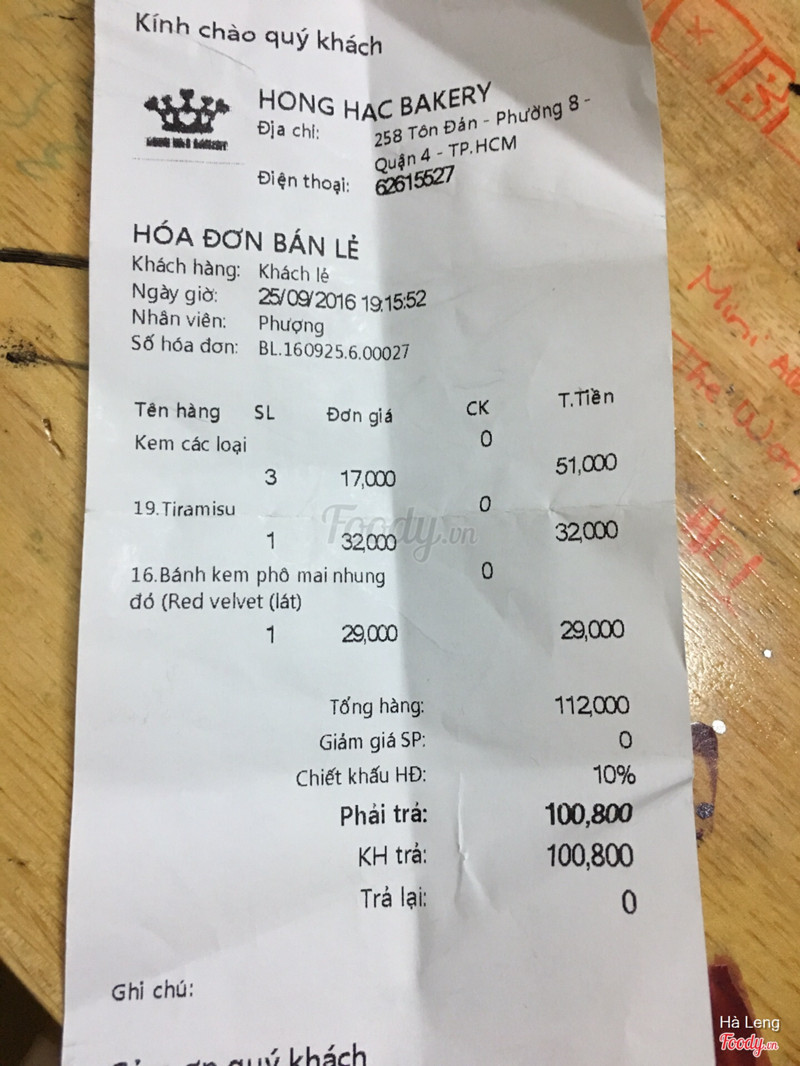 Kính chào quý khách
HONG HAC BAKERY
Địa chỉ: 258 Tôn Đản - Phường 8 -
Quận 4 - TP.HCM
Điện thoại: 62615527
HÓA ĐƠN BÁN LẺ
Khách hàng: Khách lẻ
Ngày giờ: 25/09/2016 19:15:52
Nhân viên: Phượng
Số hóa đơn: BL.160925.6.00027
Tên hàng SL Đơn giá CK T.Tiền
Kem các loại 0
3 17,000 51,000
19.Tiramisu 0
1 32,000 32,000
16.Bánh kem phô mai nhung 0
đỏ (Red velvet (lát)
1 29,000 29,000
Tổng hàng: 112,000
Giảm giá SP: 0
Chiết khấu HĐ: 10%
Phải trả: 100,800
KH trả: 100,800
Trả lại: 0
Ghi chú:
quý khách
Foody.vn
Mini
The
Hà Leng
Foody.vn